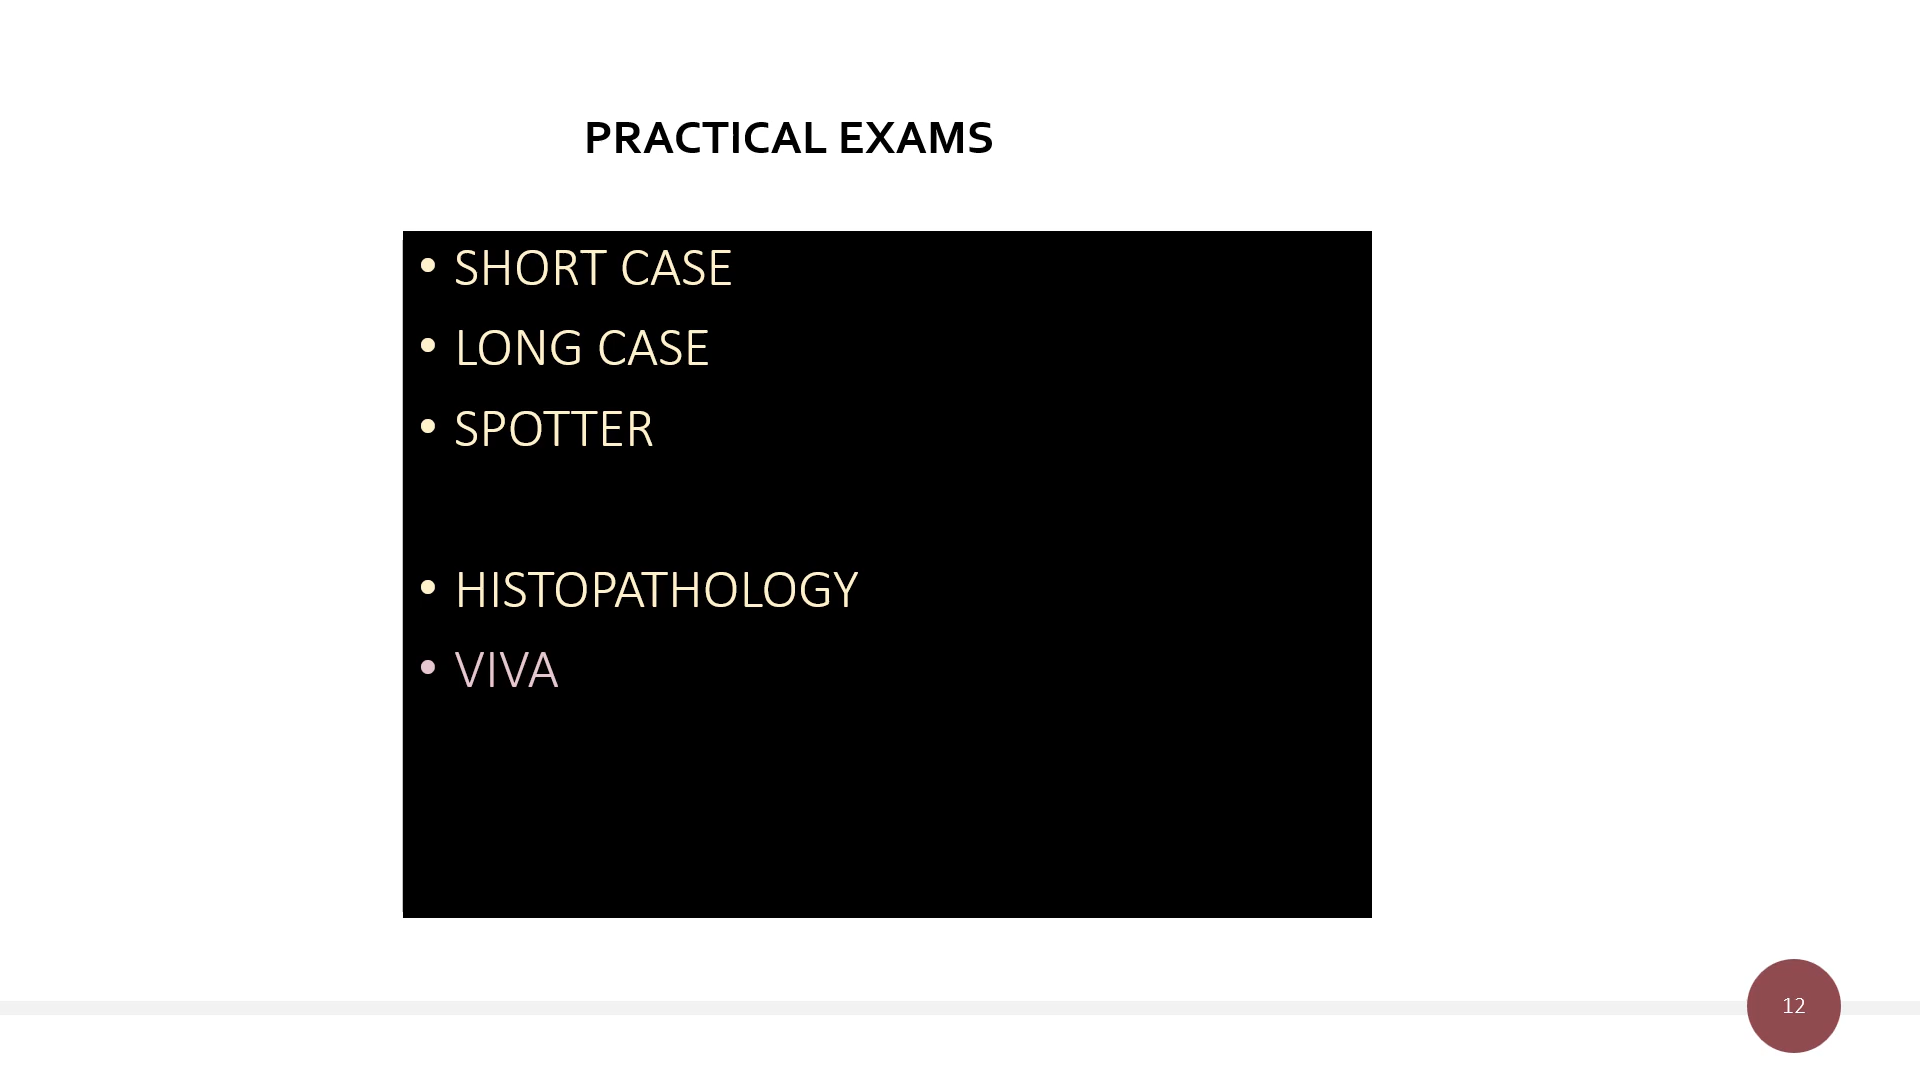 PRACTICAL EXAMS
• SHORT CASE
• LONG CASE
• SPOTTER
• HISTOPATHOLOGY
• VIVA
12